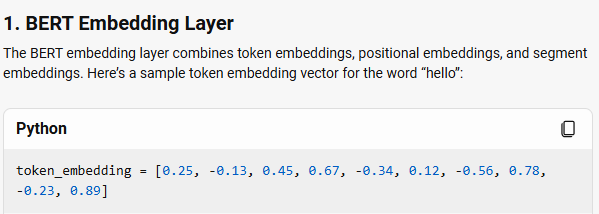 1. BERT Embedding Layer
The BERT embedding layer combines token embeddings, positional embeddings, and segment
embeddings. Here’s a sample token embedding vector for the word “hello”:
Python
token_embedding = [0.25, -0.13, 0.45, 0.67, -0.34, 0.12, -0.56, 0.78,
-0.23, 0.89]